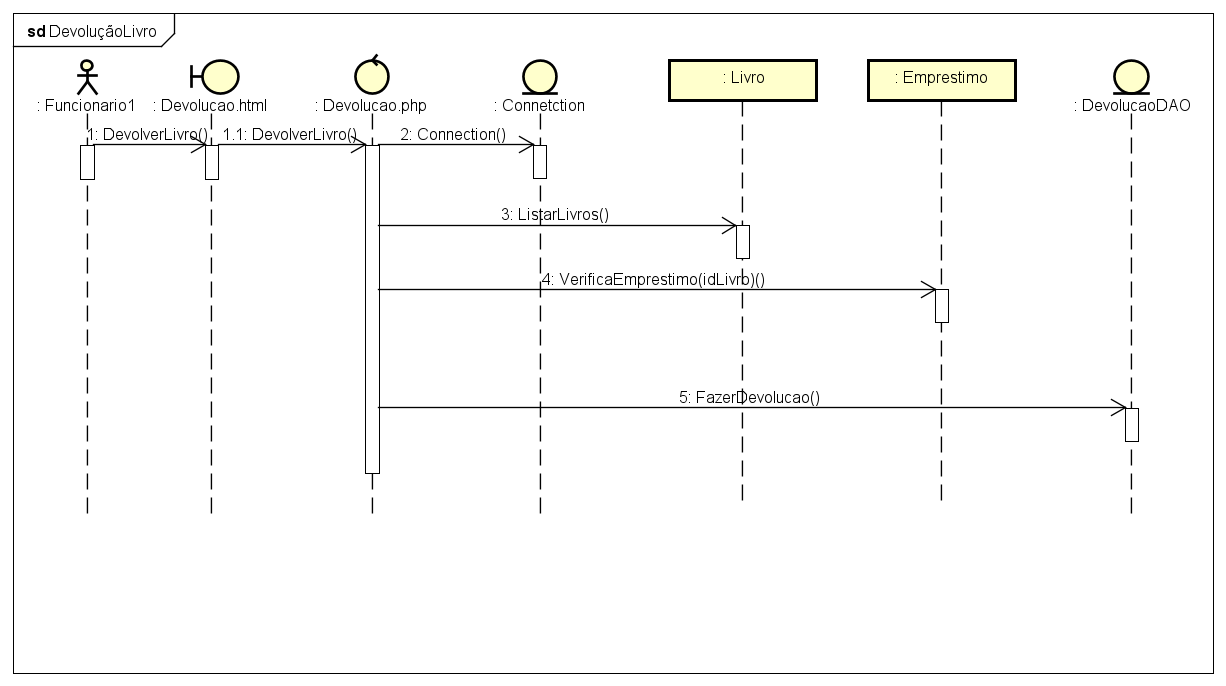 sd DevoluçãoLivro
: Funcionario1
: Devolucao.html
: Devolucao.php
: Connetction
: Livro
: Emprestimo
: DevolucaoDAO
1: DevolverLivro()
1.1: DevolverLivro()
2: Connection()
3: ListarLivros()
4: VerificaEmprestimo(idLivro)()
5: FazerDevolucao()